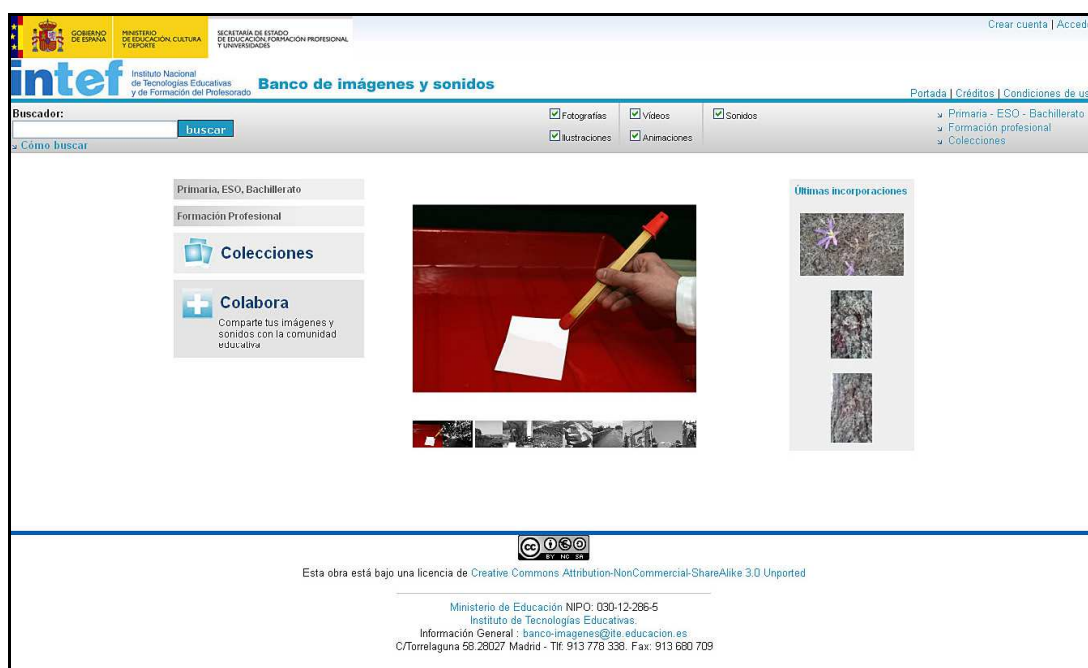 Crear cuenta | Acced
GOBIERNO
DE ESPAÑA
MINISTERIO
DE EDUCACIÓN, CULTURA
Y DEPORTE
SECRETARÍA DE ESTADO
DE EDUCACIÓN, FORMACIÓN PROFESIONAL
Y UNIVERSIDADES
intef
Instituto Nacional
de Tecnologías Educativas
y de Formación del Profesorado
Banco de imágenes y sonidos
Portada | Créditos | Condiciones de us
Buscador:
buscar
Cómo buscar
Fotografías
Vídeos
Sonidos
Ilustraciones
Animaciones
Primaria - ESO - Bachillerato
Formación profesional
Colecciones
Primaria, ESO, Bachillerato
Formación Profesional
Colecciones
Colabora
Comparte tus imágenes y
sonidos con la comunidad
educativa
Últimas incorporaciones
cc
BY NC SA
Esta obra está bajo una licencia de Creative Commons Attribution-NonCommercial-ShareAlike 3.0 Unported
Ministerio de Educación NIPO: 030-12-286-5
Instituto de Tecnologías Educativas.
Información General : banco-imagenes@ite.educacion.es
C/Torrelaguna 58.28027 Madrid - Tlf: 913 778 338. Fax: 913 680 709